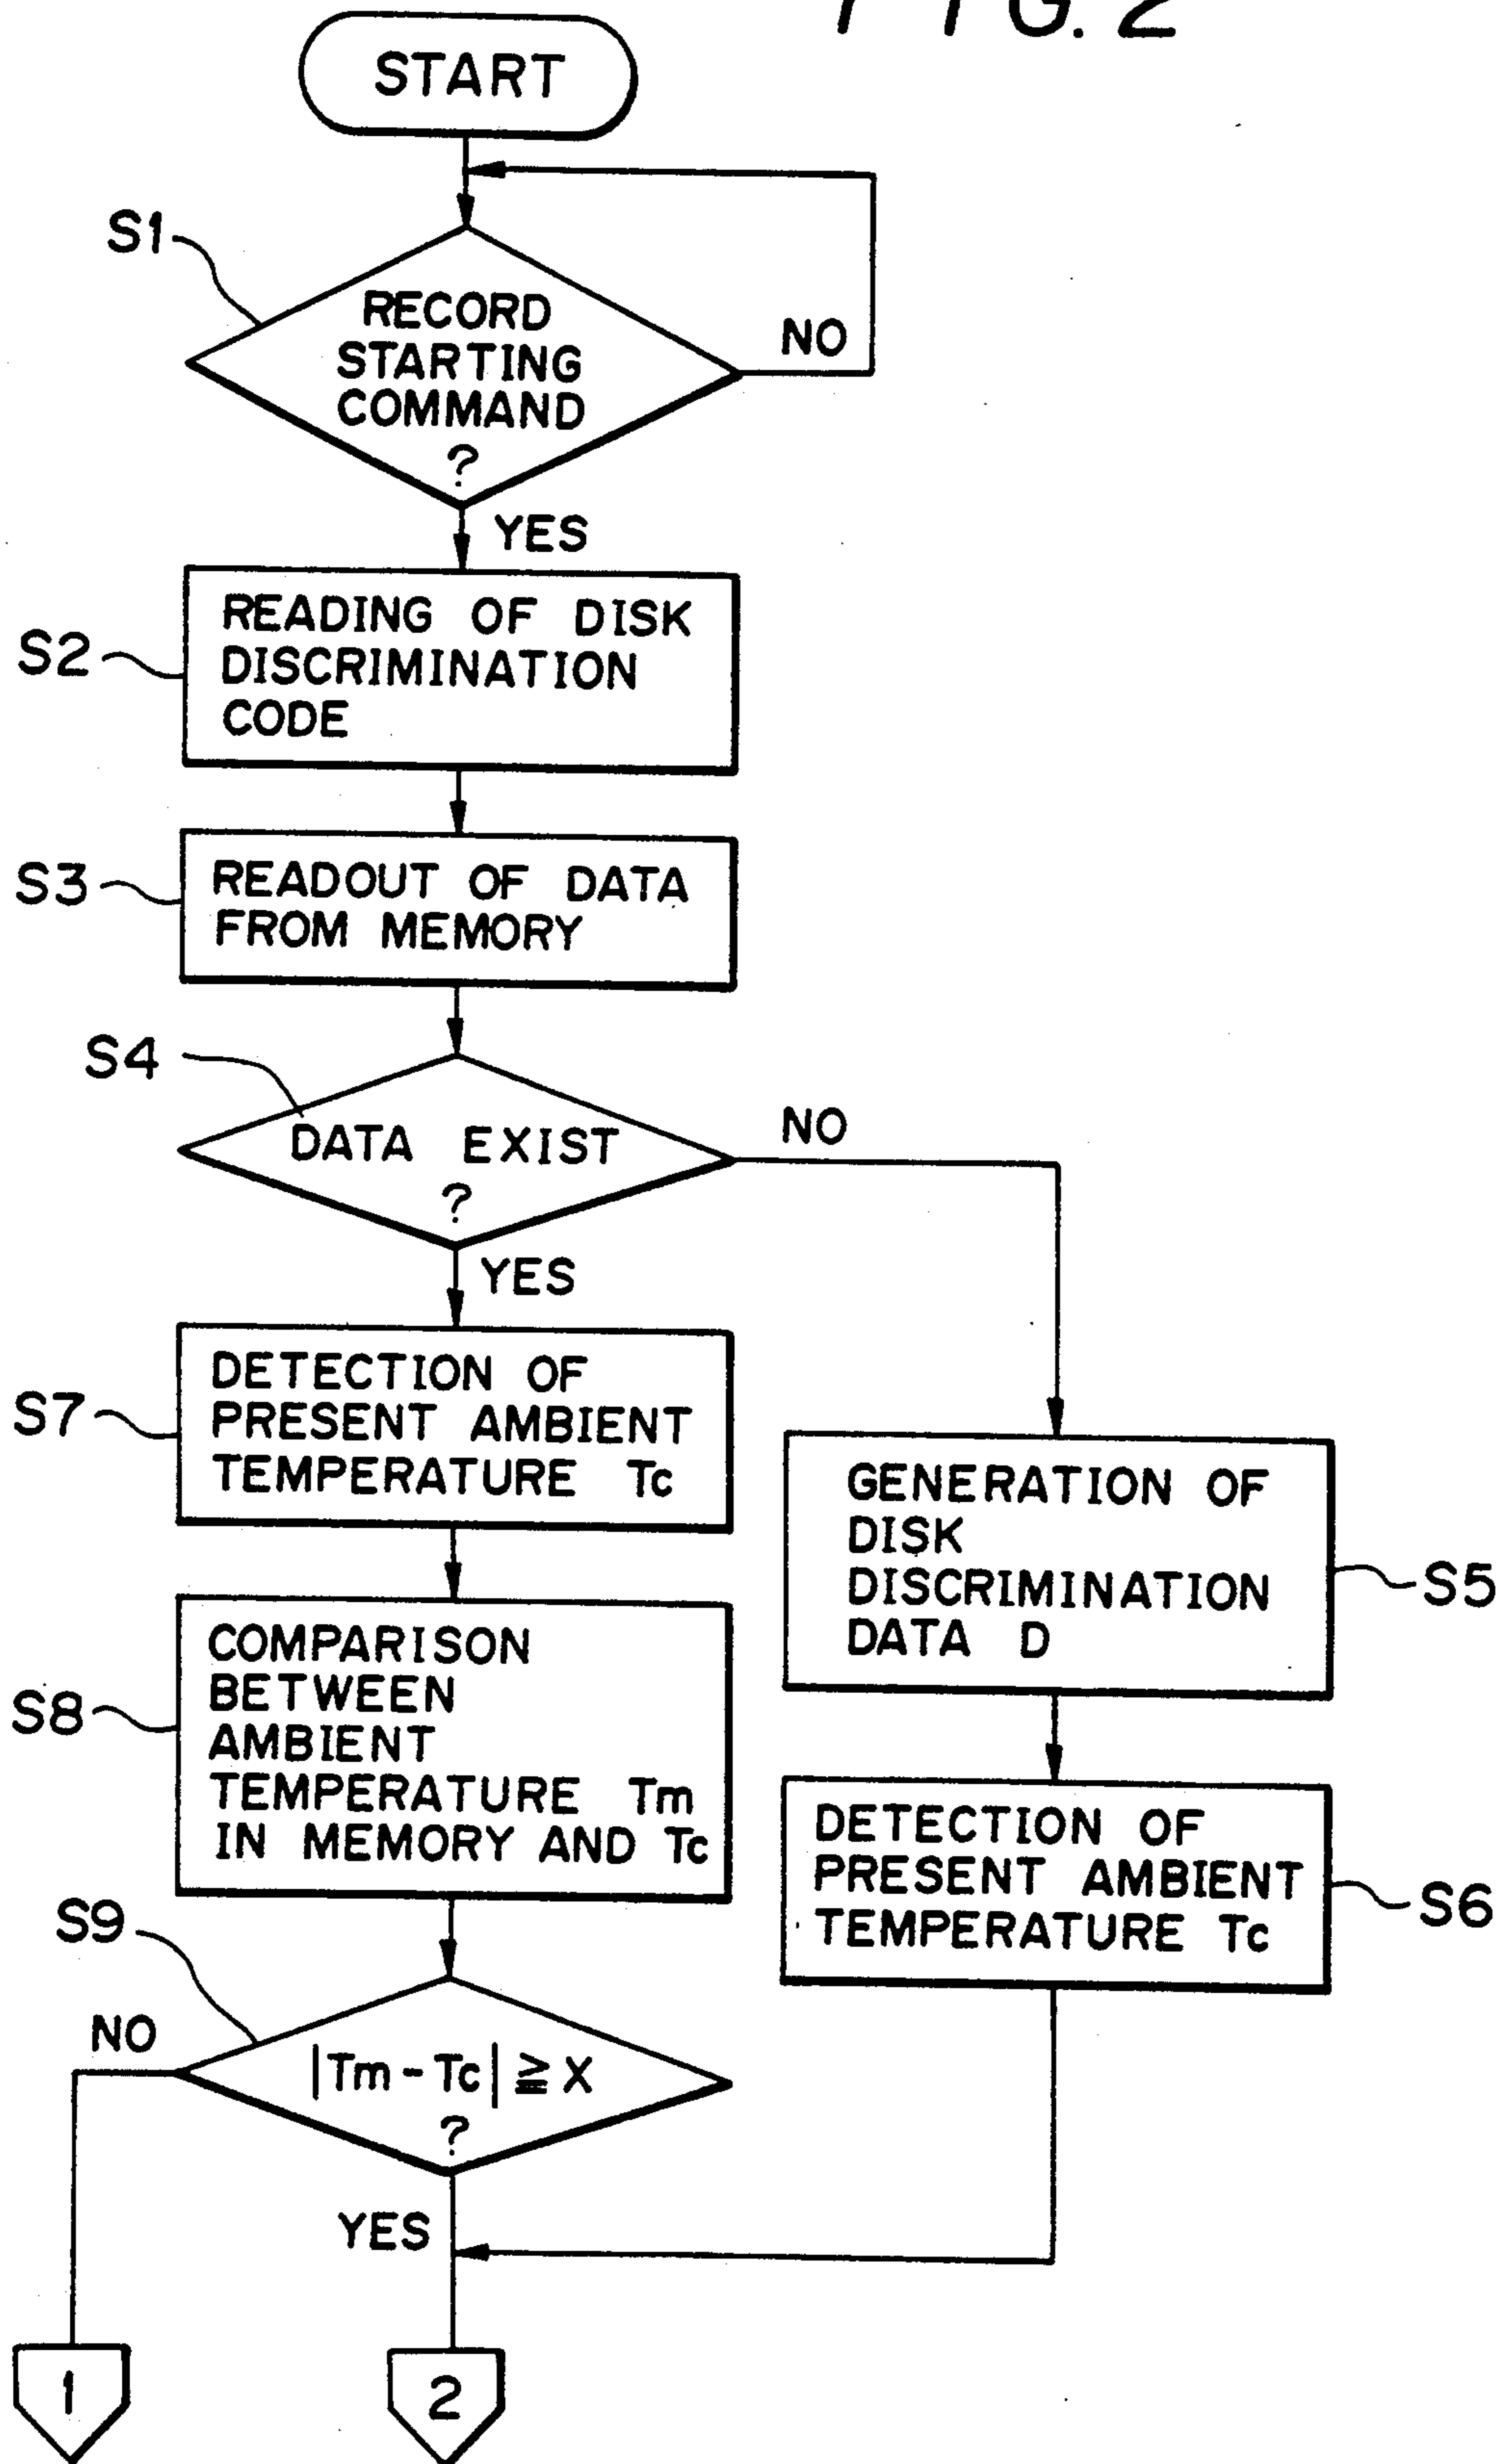 FIG. 2
START
S1
RECORD
STARTING
COMMAND
?
NO
YES
S2
READING OF DISK
DISCRIMINATION
CODE
S3
READOUT OF DATA
FROM MEMORY
S4
DATA EXIST
?
NO
YES
S7
DETECTION OF
PRESENT AMBIENT
TEMPERATURE Tc
GENERATION OF
DISK
DISCRIMINATION
DATA D
S5
S8
COMPARISON
BETWEEN
AMBIENT
TEMPERATURE Tm
IN MEMORY AND Tc
DETECTION OF
PRESENT AMBIENT
TEMPERATURE Tc
S6
S9
NO
|Tm-Tc| ≧ X
?
YES
1
2